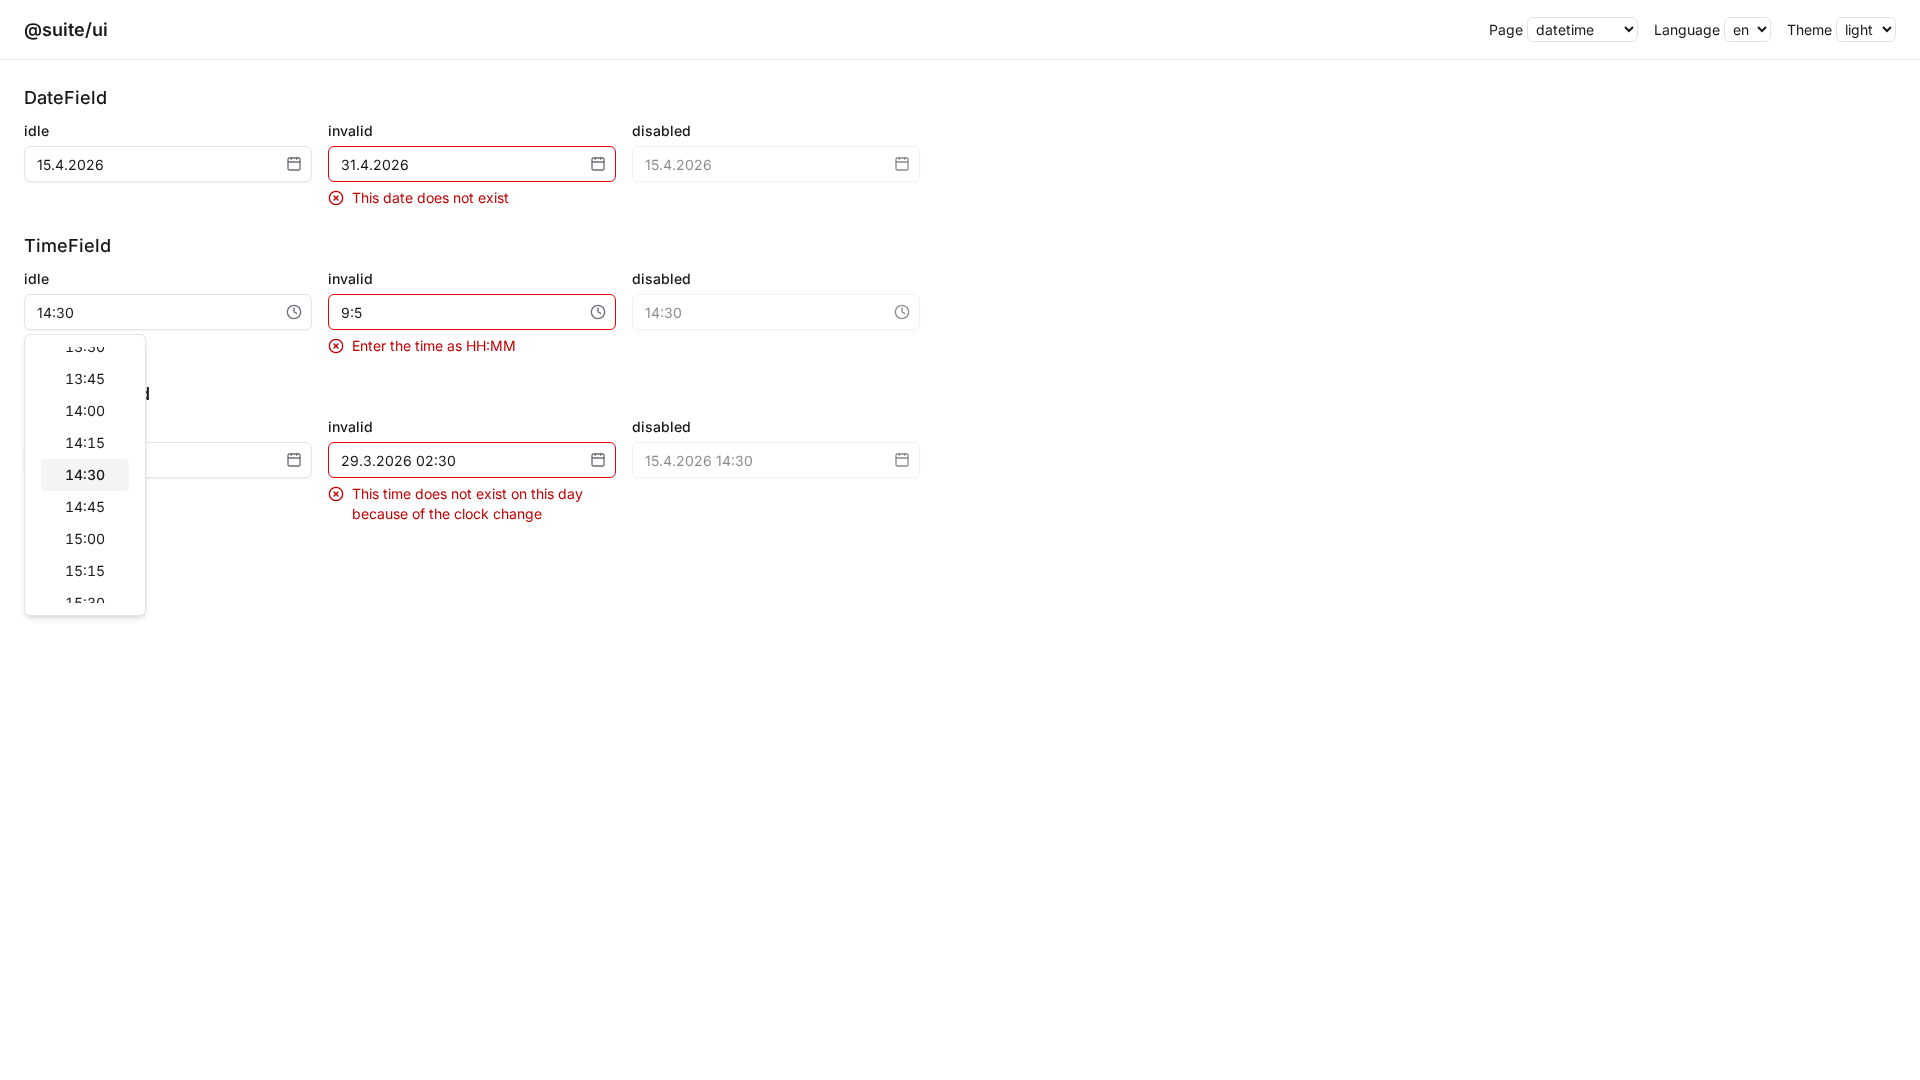 @suite/ui
Page datetime Language en Theme light
DateField
idle invalid disabled
15.4.2026 31.4.2026 15.4.2026
This date does not exist
TimeField
idle invalid disabled
14:30 9:5 14:30
Enter the time as HH:MM
13:30
13:45
14:00
14:15
14:30
14:45
15:00
15:15
15:30
invalid disabled
29.3.2026 02:30 15.4.2026 14:30
This time does not exist on this day
because of the clock change